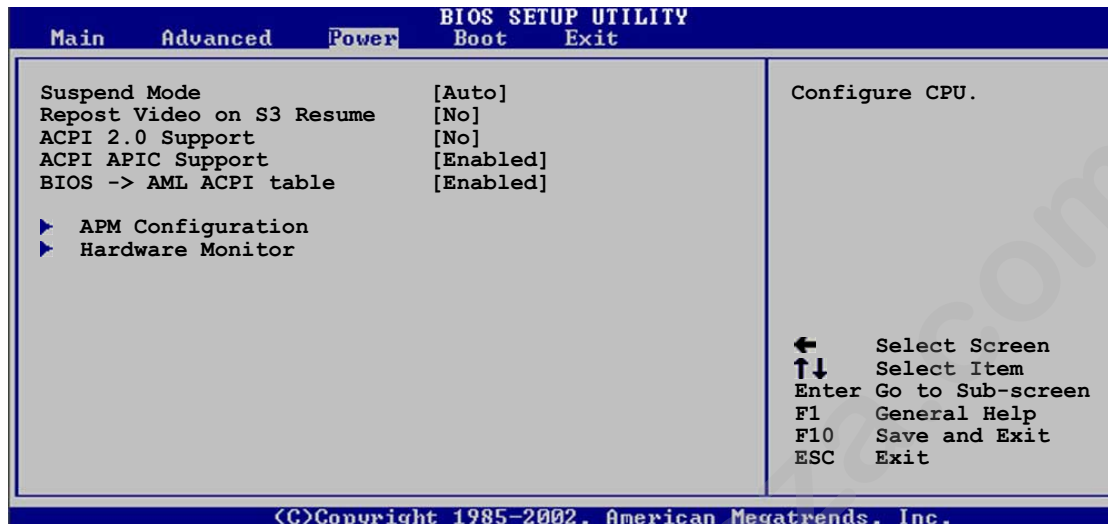 BIOS SETUP UTILITY
Main Advanced Power Boot Exit
Suspend Mode [Auto]
Repost Video on S3 Resume [No]
ACPI 2.0 Support [No]
ACPI APIC Support [Enabled]
BIOS -> AML ACPI table [Enabled]
APM Configuration
Hardware Monitor
Configure CPU.
← Select Screen
↑↓ Select Item
Enter Go to Sub-screen
F1 General Help
F10 Save and Exit
ESC Exit
(C)Copyright 1985-2002, American Megatrends, Inc.